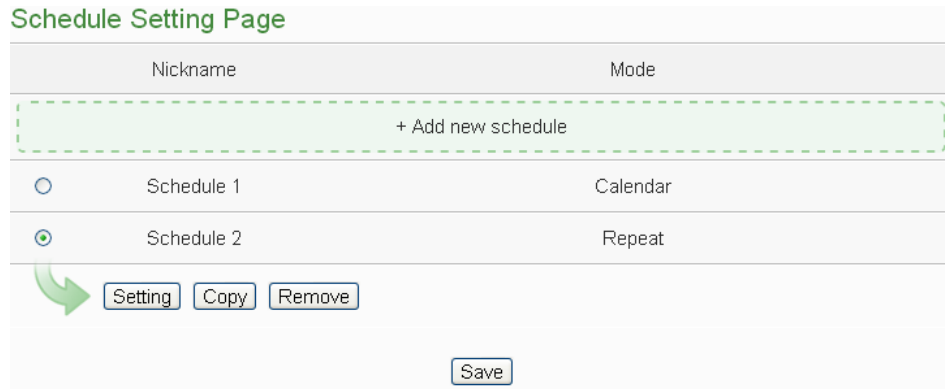 Schedule Setting Page
Nickname Mode
+ Add new schedule
Schedule 1 Calendar
Schedule 2 Repeat
Setting Copy Remove
Save